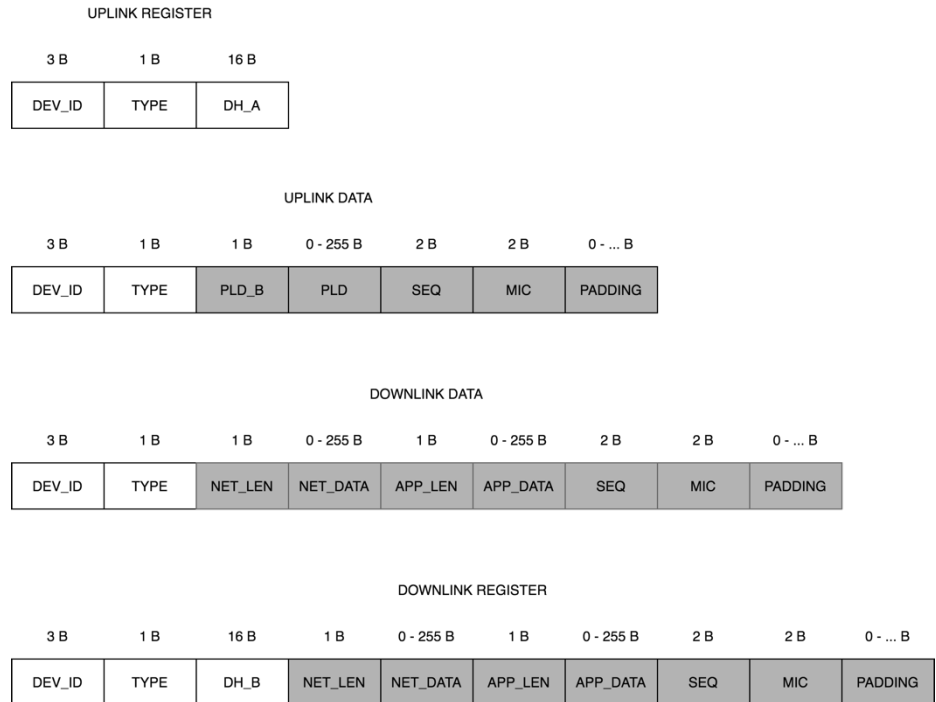 UPLINK REGISTER
3 B 1 B 16 B
DEV_ID TYPE DH_A
UPLINK DATA
3 B 1 B 1 B 0 - 255 B 2 B 2 B 0 - ... B
DEV_ID TYPE PLD_B PLD SEQ MIC PADDING
DOWNLINK DATA
3 B 1 B 1 B 0 - 255 B 1 B 0 - 255 B 2 B 2 B 0 - ... B
DEV_ID TYPE NET_LEN NET_DATA APP_LEN APP_DATA SEQ MIC PADDING
DOWNLINK REGISTER
3 B 1 B 16 B 1 B 0 - 255 B 1 B 0 - 255 B 2 B 2 B 0 - ... B
DEV_ID TYPE DH_B NET_LEN NET_DATA APP_LEN APP_DATA SEQ MIC PADDING